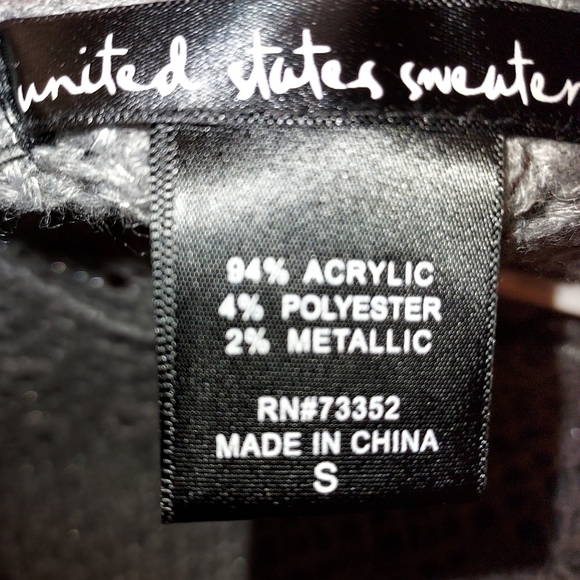 united states sweater
94% ACRYLIC
4% POLYESTER
2% METALLIC
RN#73352
MADE IN CHINA
S